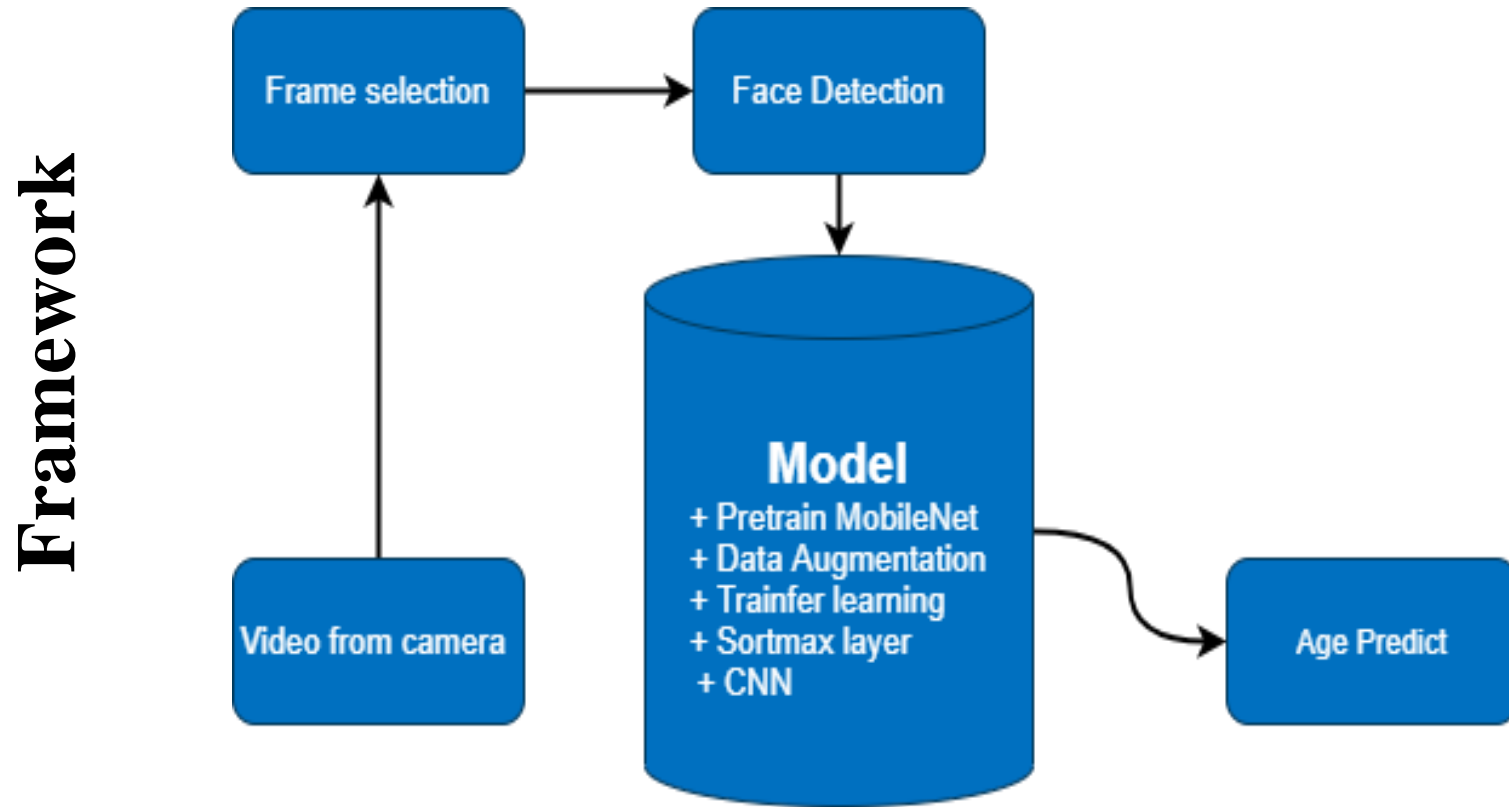 Framework
Frame selection
Face Detection
Model
+ Pretrain MobileNet
+ Data Augmentation
+ Trainfer learning
+ Sortmax layer
+ CNN
Video from camera
Age Predict